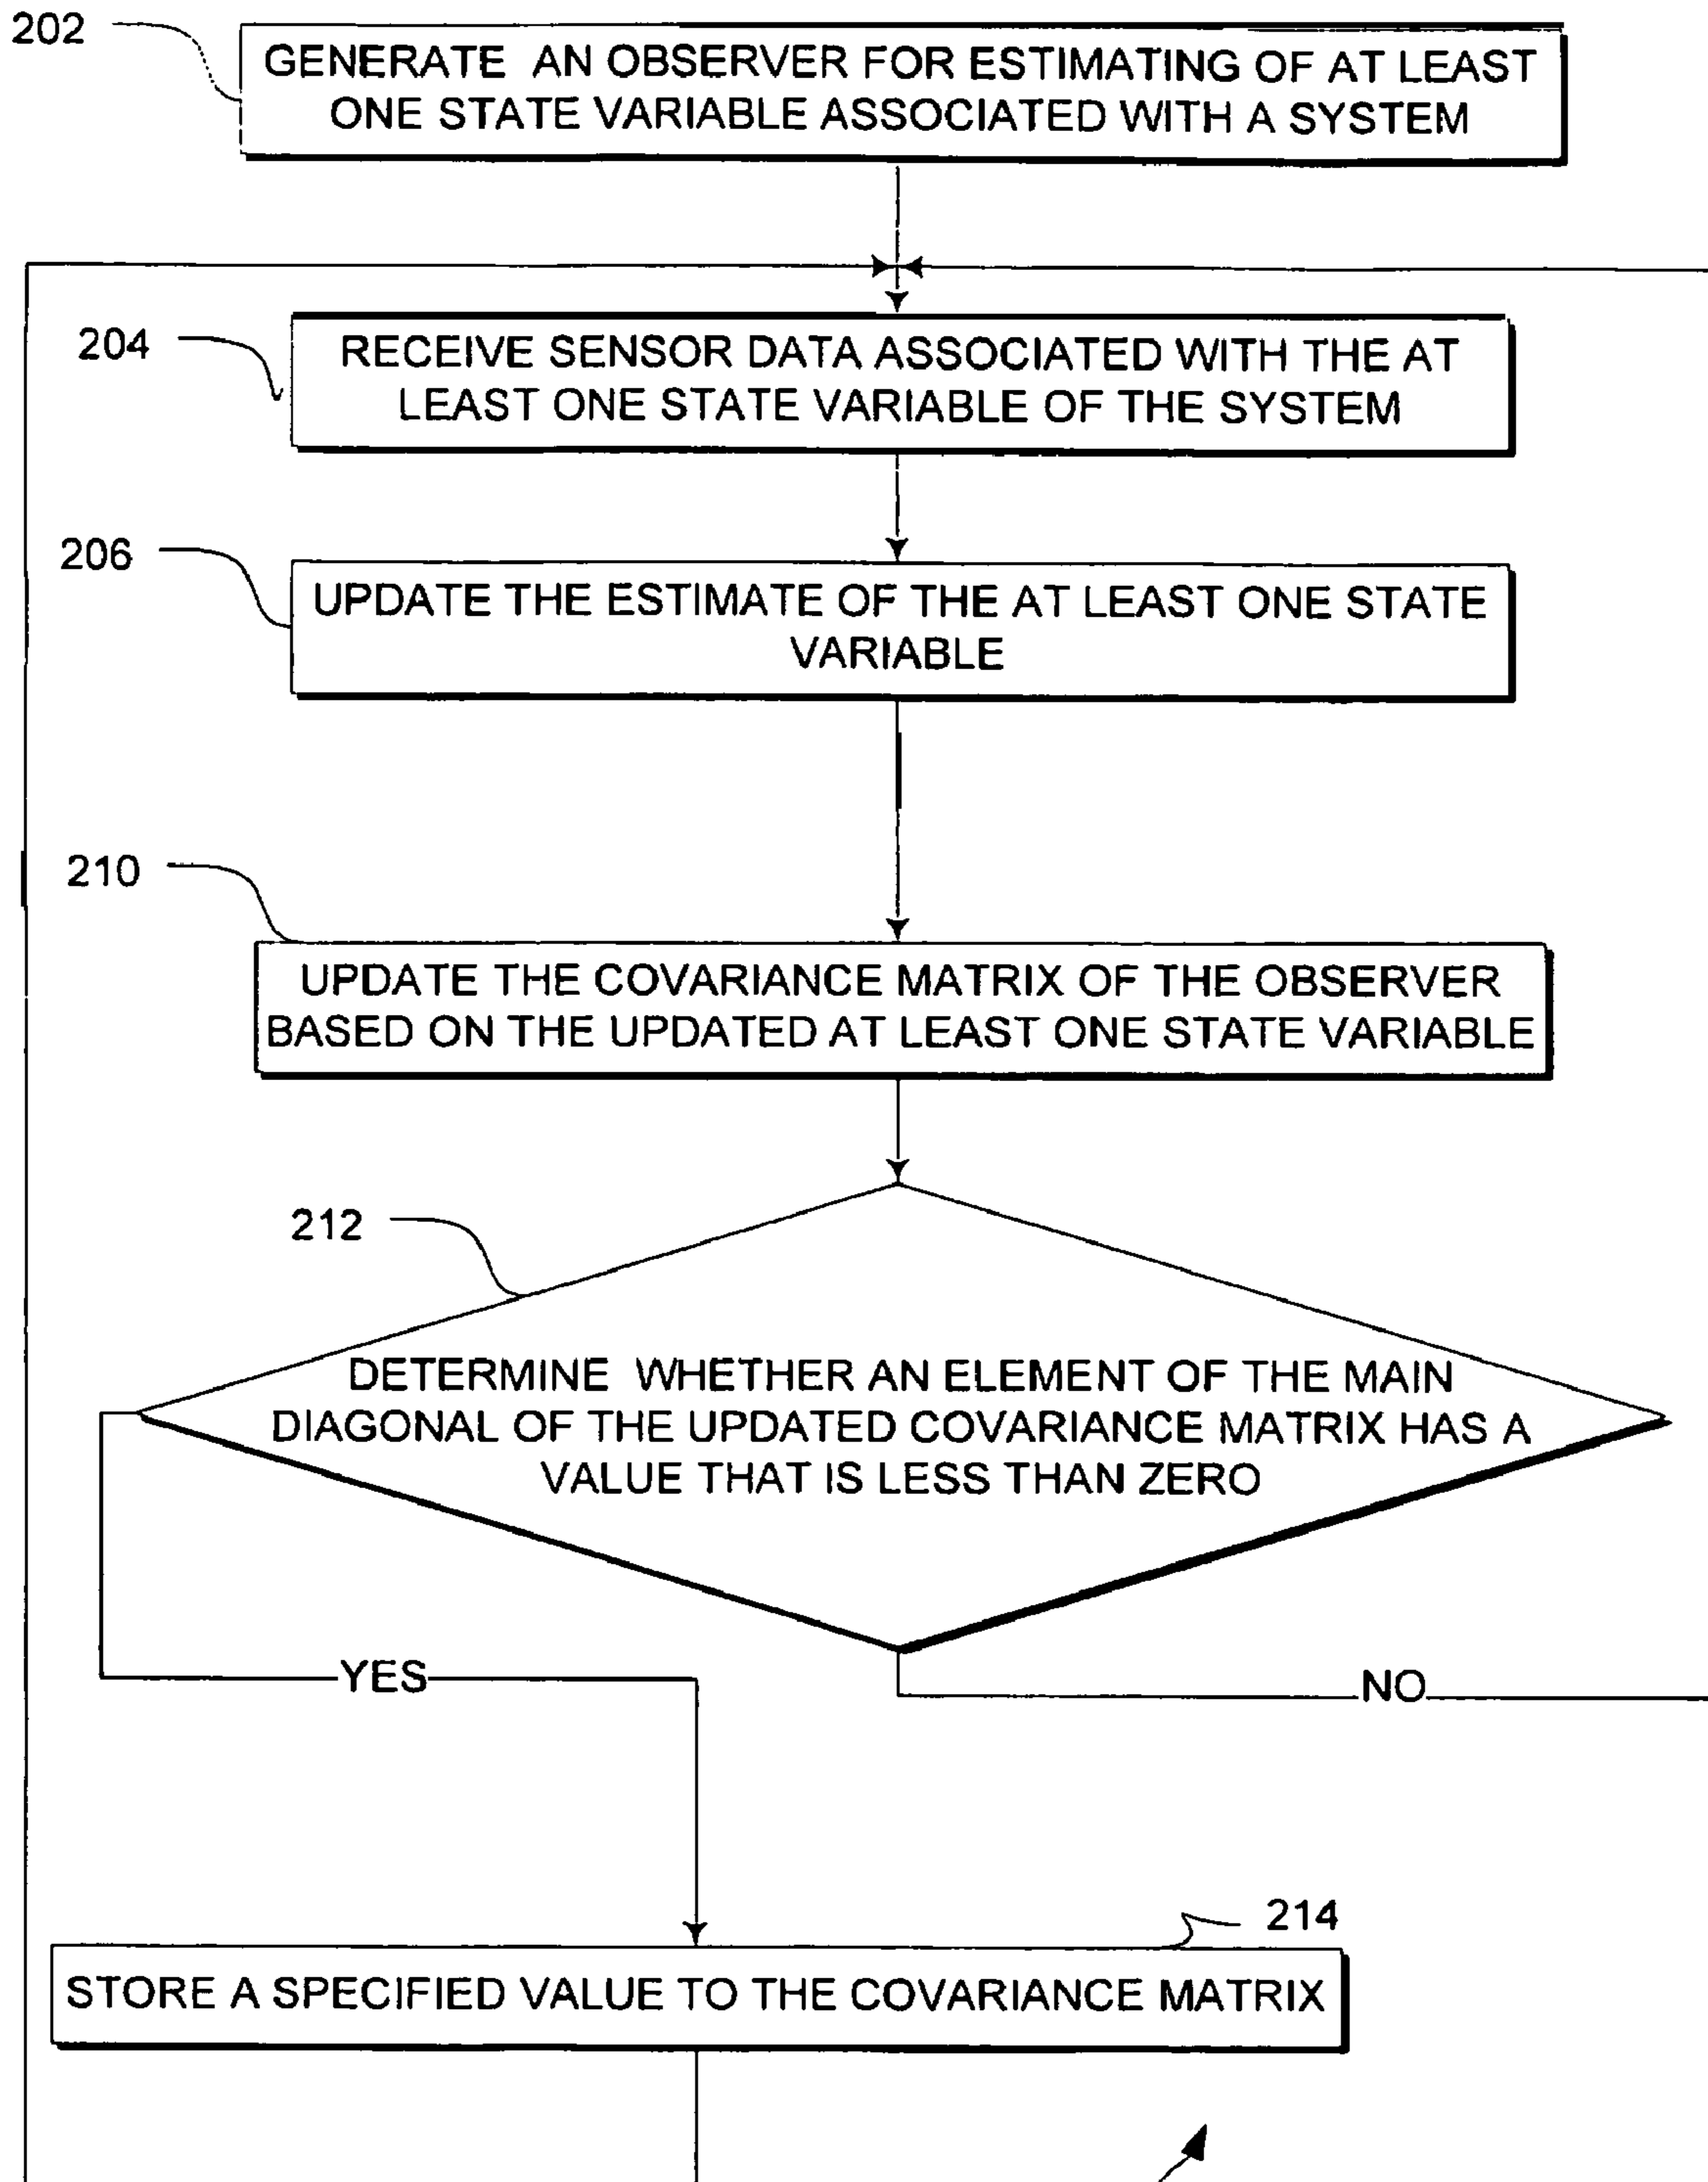 202
GENERATE AN OBSERVER FOR ESTIMATING OF AT LEAST
ONE STATE VARIABLE ASSOCIATED WITH A SYSTEM
204
RECEIVE SENSOR DATA ASSOCIATED WITH THE AT
LEAST ONE STATE VARIABLE OF THE SYSTEM
206
UPDATE THE ESTIMATE OF THE AT LEAST ONE STATE
VARIABLE
210
UPDATE THE COVARIANCE MATRIX OF THE OBSERVER
BASED ON THE UPDATED AT LEAST ONE STATE VARIABLE
212
DETERMINE WHETHER AN ELEMENT OF THE MAIN
DIAGONAL OF THE UPDATED COVARIANCE MATRIX HAS A
VALUE THAT IS LESS THAN ZERO
YES
NO
214
STORE A SPECIFIED VALUE TO THE COVARIANCE MATRIX